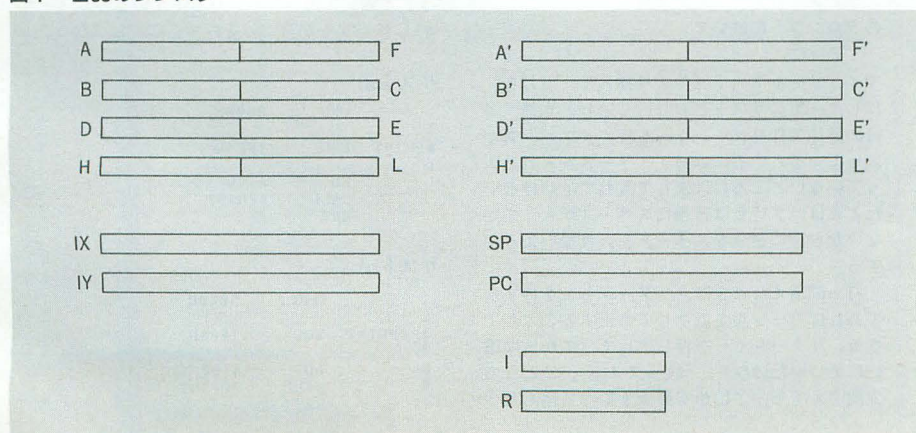 A F A' F'
B C B' C'
D E D' E'
H L H' L'
IX SP
IY PC
I
R